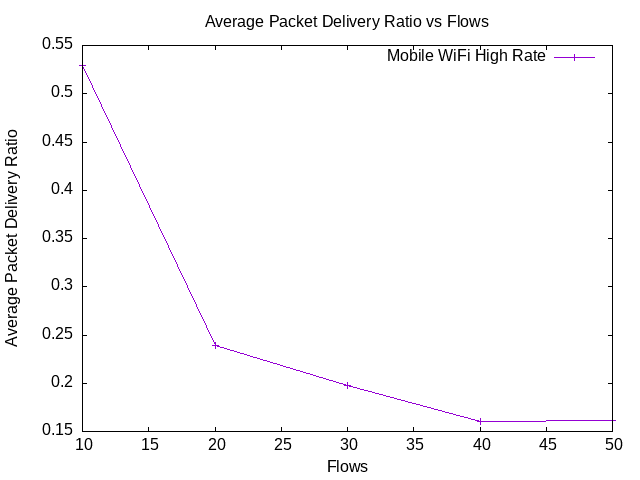 Average Packet Delivery Ratio vs Flows
Mobile WiFi High Rate
Average Packet Delivery Ratio
0.55
0.5
0.45
0.4
0.35
0.3
0.25
0.2
0.15
10 15 20 25 30 35 40 45 50
Flows